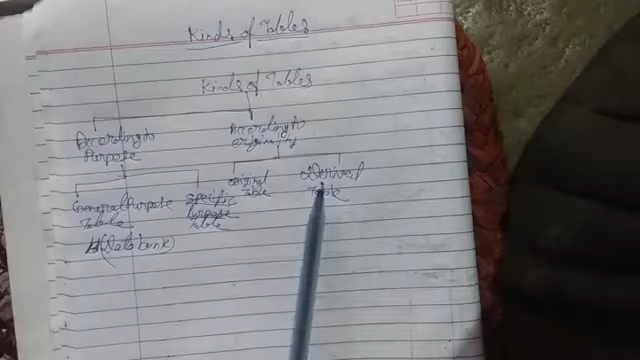 Kinds of Tables
Kinds of Tables
According to
Purpose
According to
originality
General Purpose
Table
(Data bank)
Specific
Purpose
Table
Original
Table
Derived
Table